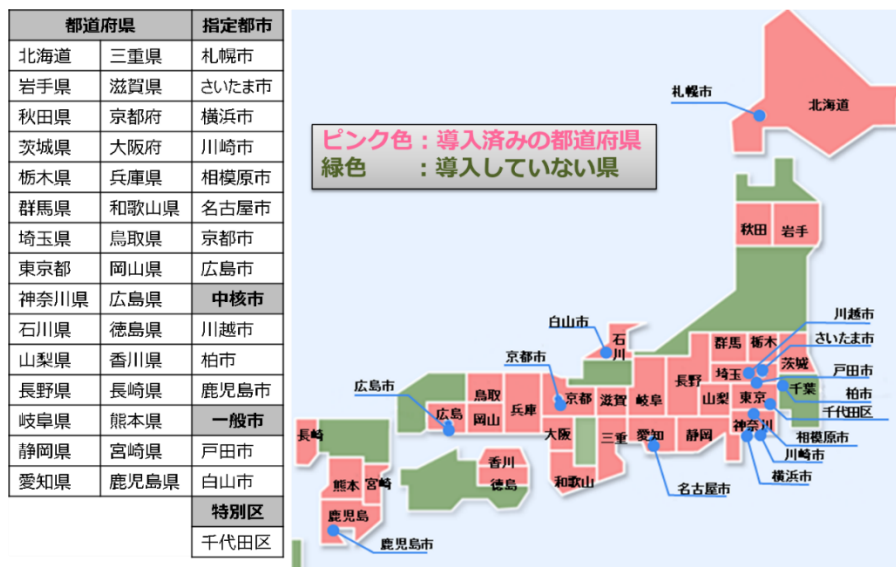 都道府県 指定都市
北海道 三重県 札幌市
岩手県 滋賀県 さいたま市
秋田県 京都府 横浜市
茨城県 大阪府 川崎市
栃木県 兵庫県 相模原市
群馬県 和歌山県 名古屋市
埼玉県 鳥取県 京都市
東京都 岡山県 広島市
神奈川県 広島県 中核市
石川県 徳島県 川越市
山梨県 香川県 柏市
長野県 長崎県 鹿児島市
岐阜県 熊本県 一般市
静岡県 宮崎県 戸田市
愛知県 鹿児島県 白山市
特別区
千代田区
ピンク色:導入済みの都道府県
緑色 :導入していない県
札幌市
北海道
秋田 岩手
白山市
石川
川越市
さいたま市
戸田市
柏市
千代田区
相模原市
川崎市
横浜市
名古屋市
京都市
広島市
鹿児島市
群馬 栃木
茨城
埼玉
千葉
東京
神奈川
山梨
長野
岐阜
静岡
愛知
三重
滋賀
京都
大阪
和歌山
兵庫
鳥取
岡山
広島
香川
徳島
長崎
熊本
宮崎
鹿児島